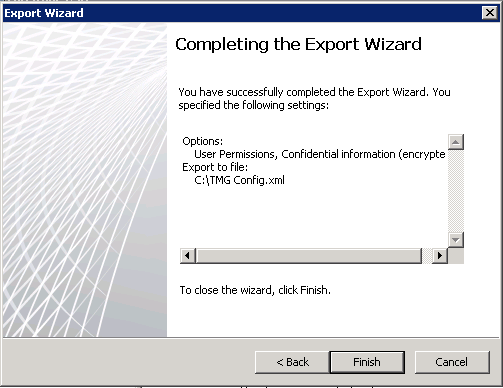 Export Wizard
Completing the Export Wizard
You have successfully completed the Export Wizard. You
specified the following settings:
Options:
User Permissions, Confidential information (encrypte
Export to file:
C:\TMG Config.xml
To close the wizard, click Finish.
< Back
Finish
Cancel